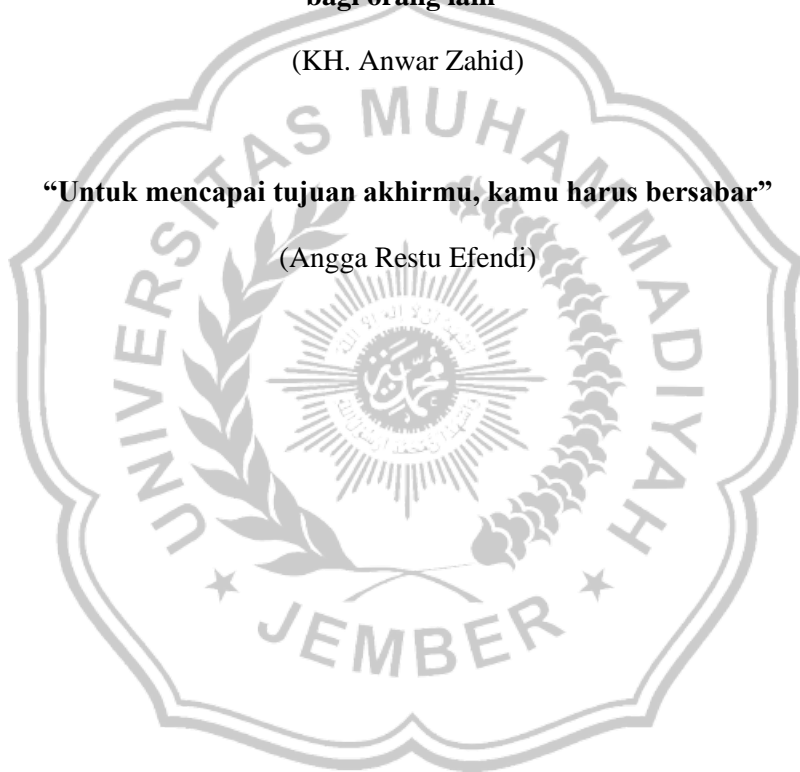 bagi orang lain
(KH. Anwar Zahid)
“Untuk mencapai tujuan akhirmu, kamu harus bersabar”
(Angga Restu Efendi)
UNIVERSITAS MUHAMMADIYAH
JEMBER